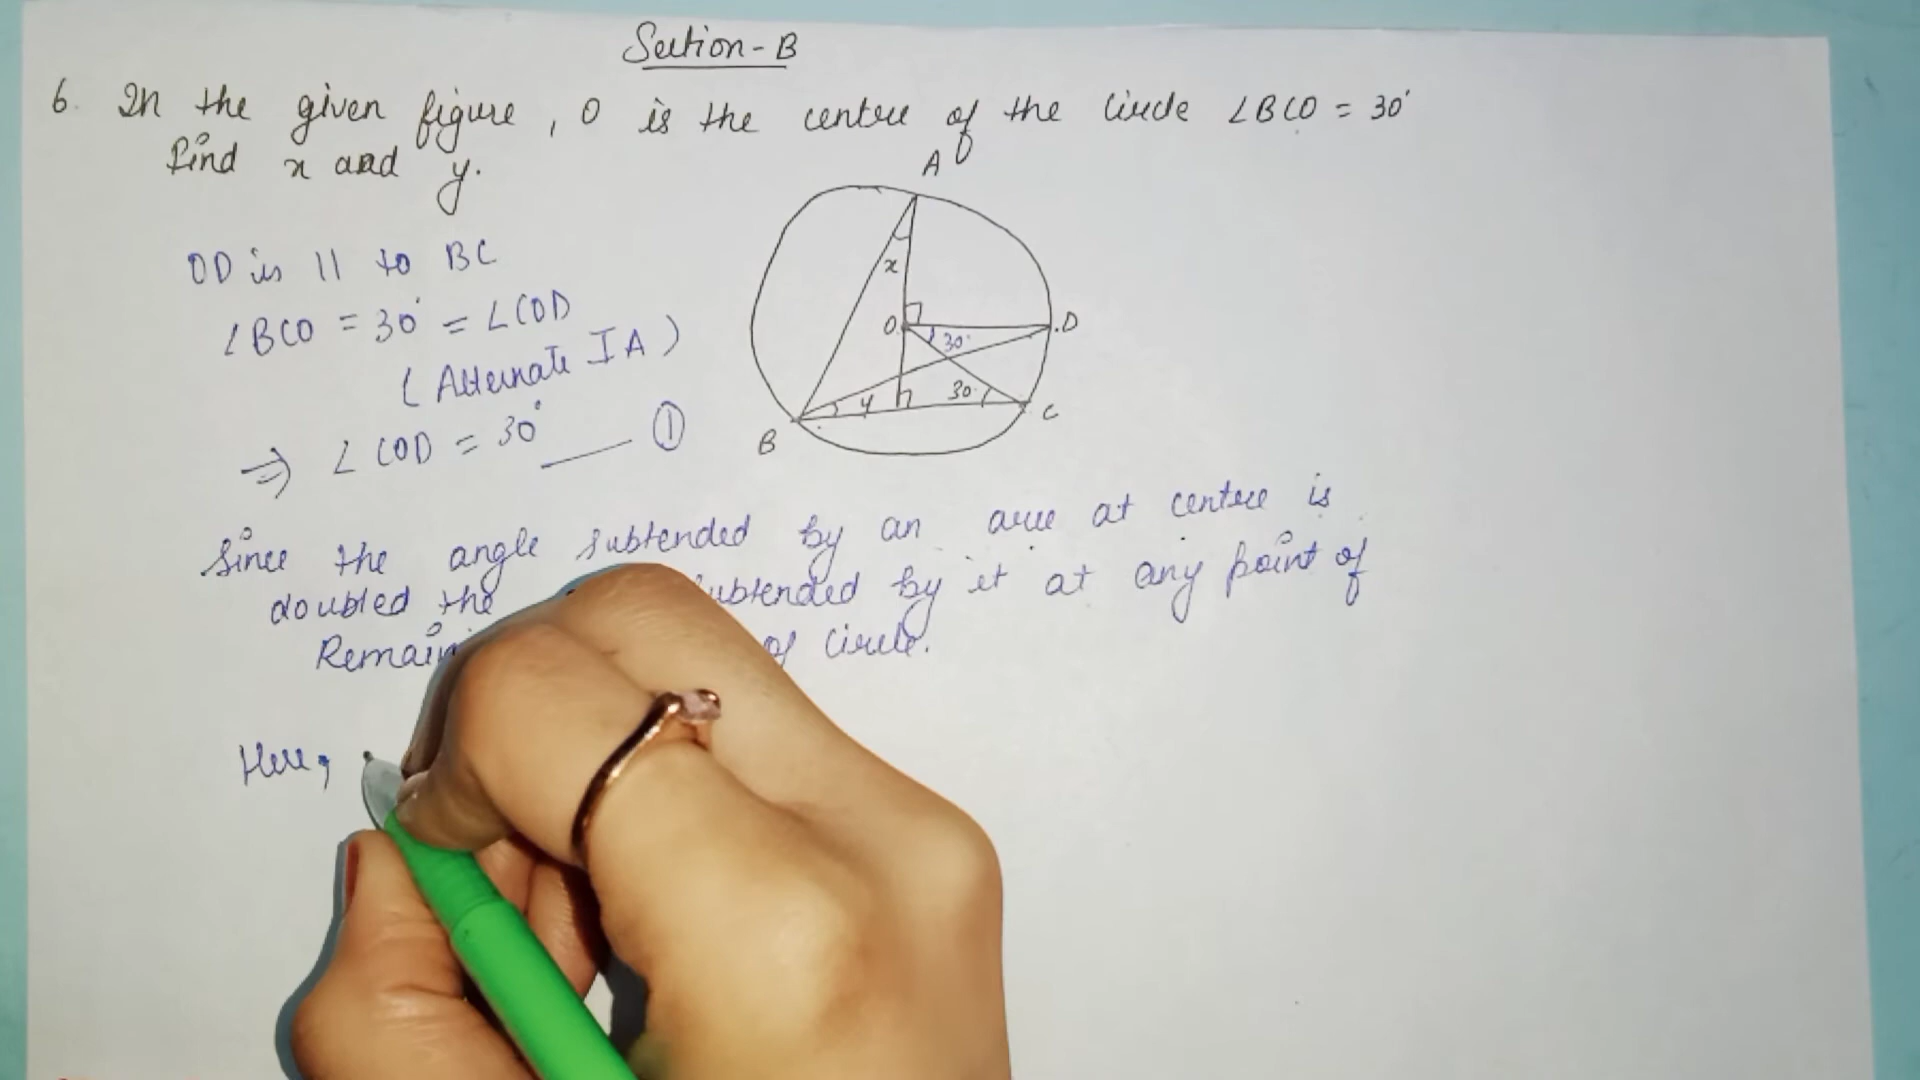 Section-B
6. In the given figure, O is the centre of the circle ∠BCO = 30°
Find x and y.
A
OD is || to BC
∠BCO = 30° = ∠COD
(Alternate IA)
⇒ ∠COD = 30° — ①
x
O
D
30°
30°
y
C
B
Since the angle subtended by an arc at centre is
doubled the subtended by it at any point of
of circle.
Here,